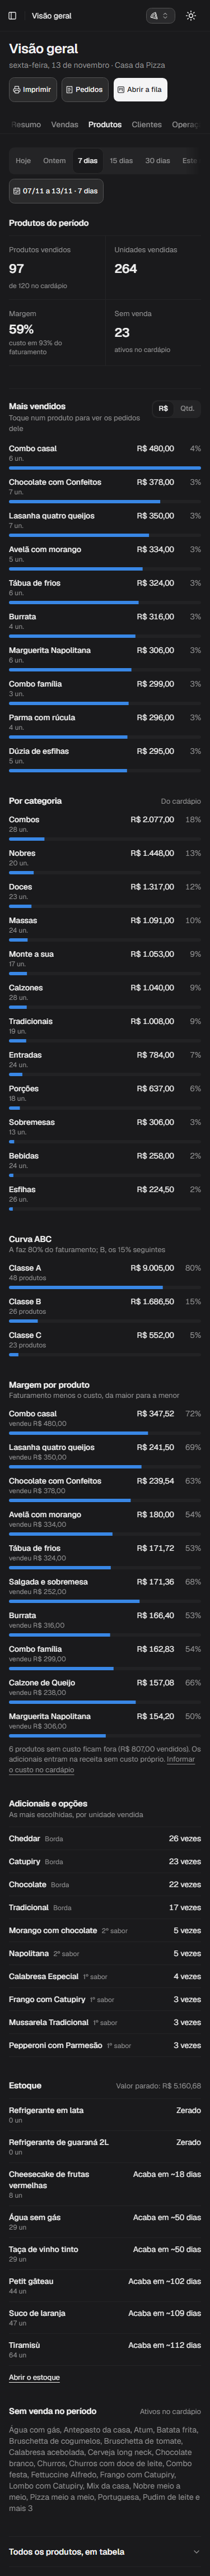 Visão geral
Visão geral
sexta-feira, 13 de novembro · Casa da Pizza
Imprimir
Pedidos
Abrir a fila
Resumo
Vendas
Produtos
Clientes
Operaç
Hoje
Ontem
7 dias
15 dias
30 dias
Este
07/11 a 13/11 · 7 dias
Produtos do período
Produtos vendidos
97
de 120 no cardápio
Unidades vendidas
264
Margem
59%
custo em 93% do
faturamento
Sem venda
23
ativos no cardápio
Mais vendidos
Toque num produto para ver os pedidos
dele
R$
Qtd.
Combo casal R$ 480,00 4%
6 un.
Chocolate com Confeitos R$ 378,00 3%
7 un.
Lasanha quatro queijos R$ 350,00 3%
7 un.
Avelã com morango R$ 334,00 3%
5 un.
Tábua de frios R$ 324,00 3%
6 un.
Burrata R$ 316,00 3%
4 un.
Marguerita Napolitana R$ 306,00 3%
6 un.
Combo família R$ 299,00 3%
3 un.
Parma com rúcula R$ 296,00 3%
4 un.
Dúzia de esfihas R$ 295,00 3%
5 un.
Por categoria
Do cardápio
Combos R$ 2.077,00 18%
28 un.
Nobres R$ 1.448,00 13%
20 un.
Doces R$ 1.317,00 12%
23 un.
Massas R$ 1.091,00 10%
24 un.
Monte a sua R$ 1.053,00 9%
17 un.
Calzones R$ 1.040,00 9%
28 un.
Tradicionais R$ 1.008,00 9%
19 un.
Entradas R$ 784,00 7%
24 un.
Porções R$ 637,00 6%
18 un.
Sobremesas R$ 306,00 3%
13 un.
Bebidas R$ 258,00 2%
24 un.
Esfihas R$ 224,50 2%
26 un.
Curva ABC
A faz 80% do faturamento; B, os 15% seguintes
Classe A R$ 9.005,00 80%
48 produtos
Classe B R$ 1.686,50 15%
26 produtos
Classe C R$ 552,00 5%
23 produtos
Margem por produto
Faturamento menos o custo, da maior para a menor
Combo casal R$ 347,52 72%
vendeu R$ 480,00
Lasanha quatro queijos R$ 241,50 69%
vendeu R$ 350,00
Chocolate com Confeitos R$ 239,54 63%
vendeu R$ 378,00
Avelã com morango R$ 180,00 54%
vendeu R$ 334,00
Tábua de frios R$ 171,72 53%
vendeu R$ 324,00
Salgada e sobremesa R$ 171,36 68%
vendeu R$ 252,00
Burrata R$ 166,40 53%
vendeu R$ 316,00
Combo família R$ 162,83 54%
vendeu R$ 299,00
Calzone de Queijo R$ 157,08 66%
vendeu R$ 238,00
Marguerita Napolitana R$ 154,20 50%
vendeu R$ 306,00
6 produtos sem custo ficam fora (R$ 807,00 vendidos). Os
adicionais entram na receita sem custo próprio. Informar
o custo no cardápio
Adicionais e opções
As mais escolhidas, por unidade vendida
Cheddar Borda 26 vezes
Catupiry Borda 23 vezes
Chocolate Borda 22 vezes
Tradicional Borda 17 vezes
Morango com chocolate 2º sabor 5 vezes
Napolitana 2º sabor 5 vezes
Calabresa Especial 1º sabor 4 vezes
Frango com Catupiry 1º sabor 3 vezes
Mussarela Tradicional 1º sabor 3 vezes
Pepperoni com Parmesão 1º sabor 3 vezes
Estoque
Valor parado: R$ 5.160,68
Refrigerante em lata Zerado
0 un
Refrigerante de guaraná 2L Zerado
0 un
Cheesecake de frutas Acaba em ~18 dias
vermelhas
8 un
Água sem gás Acaba em ~50 dias
29 un
Taça de vinho tinto Acaba em ~50 dias
29 un
Petit gâteau Acaba em ~102 dias
44 un
Suco de laranja Acaba em ~109 dias
47 un
Tiramisù Acaba em ~112 dias
64 un
Abrir o estoque
Sem venda no período
Ativos no cardápio
Água com gás, Antepasto da casa, Atum, Batata frita,
Bruschetta de cogumelos, Bruschetta de tomate,
Calabresa acebolada, Cerveja long neck, Chocolate
branco, Churros, Churros com doce de leite, Combo
festa, Fettuccine Alfredo, Frango com Catupiry,
Lombo com Catupiry, Mix da casa, Nobre meio a
meio, Pizza meio a meio, Portuguesa, Pudim de leite e
mais 3
Todos os produtos, em tabela